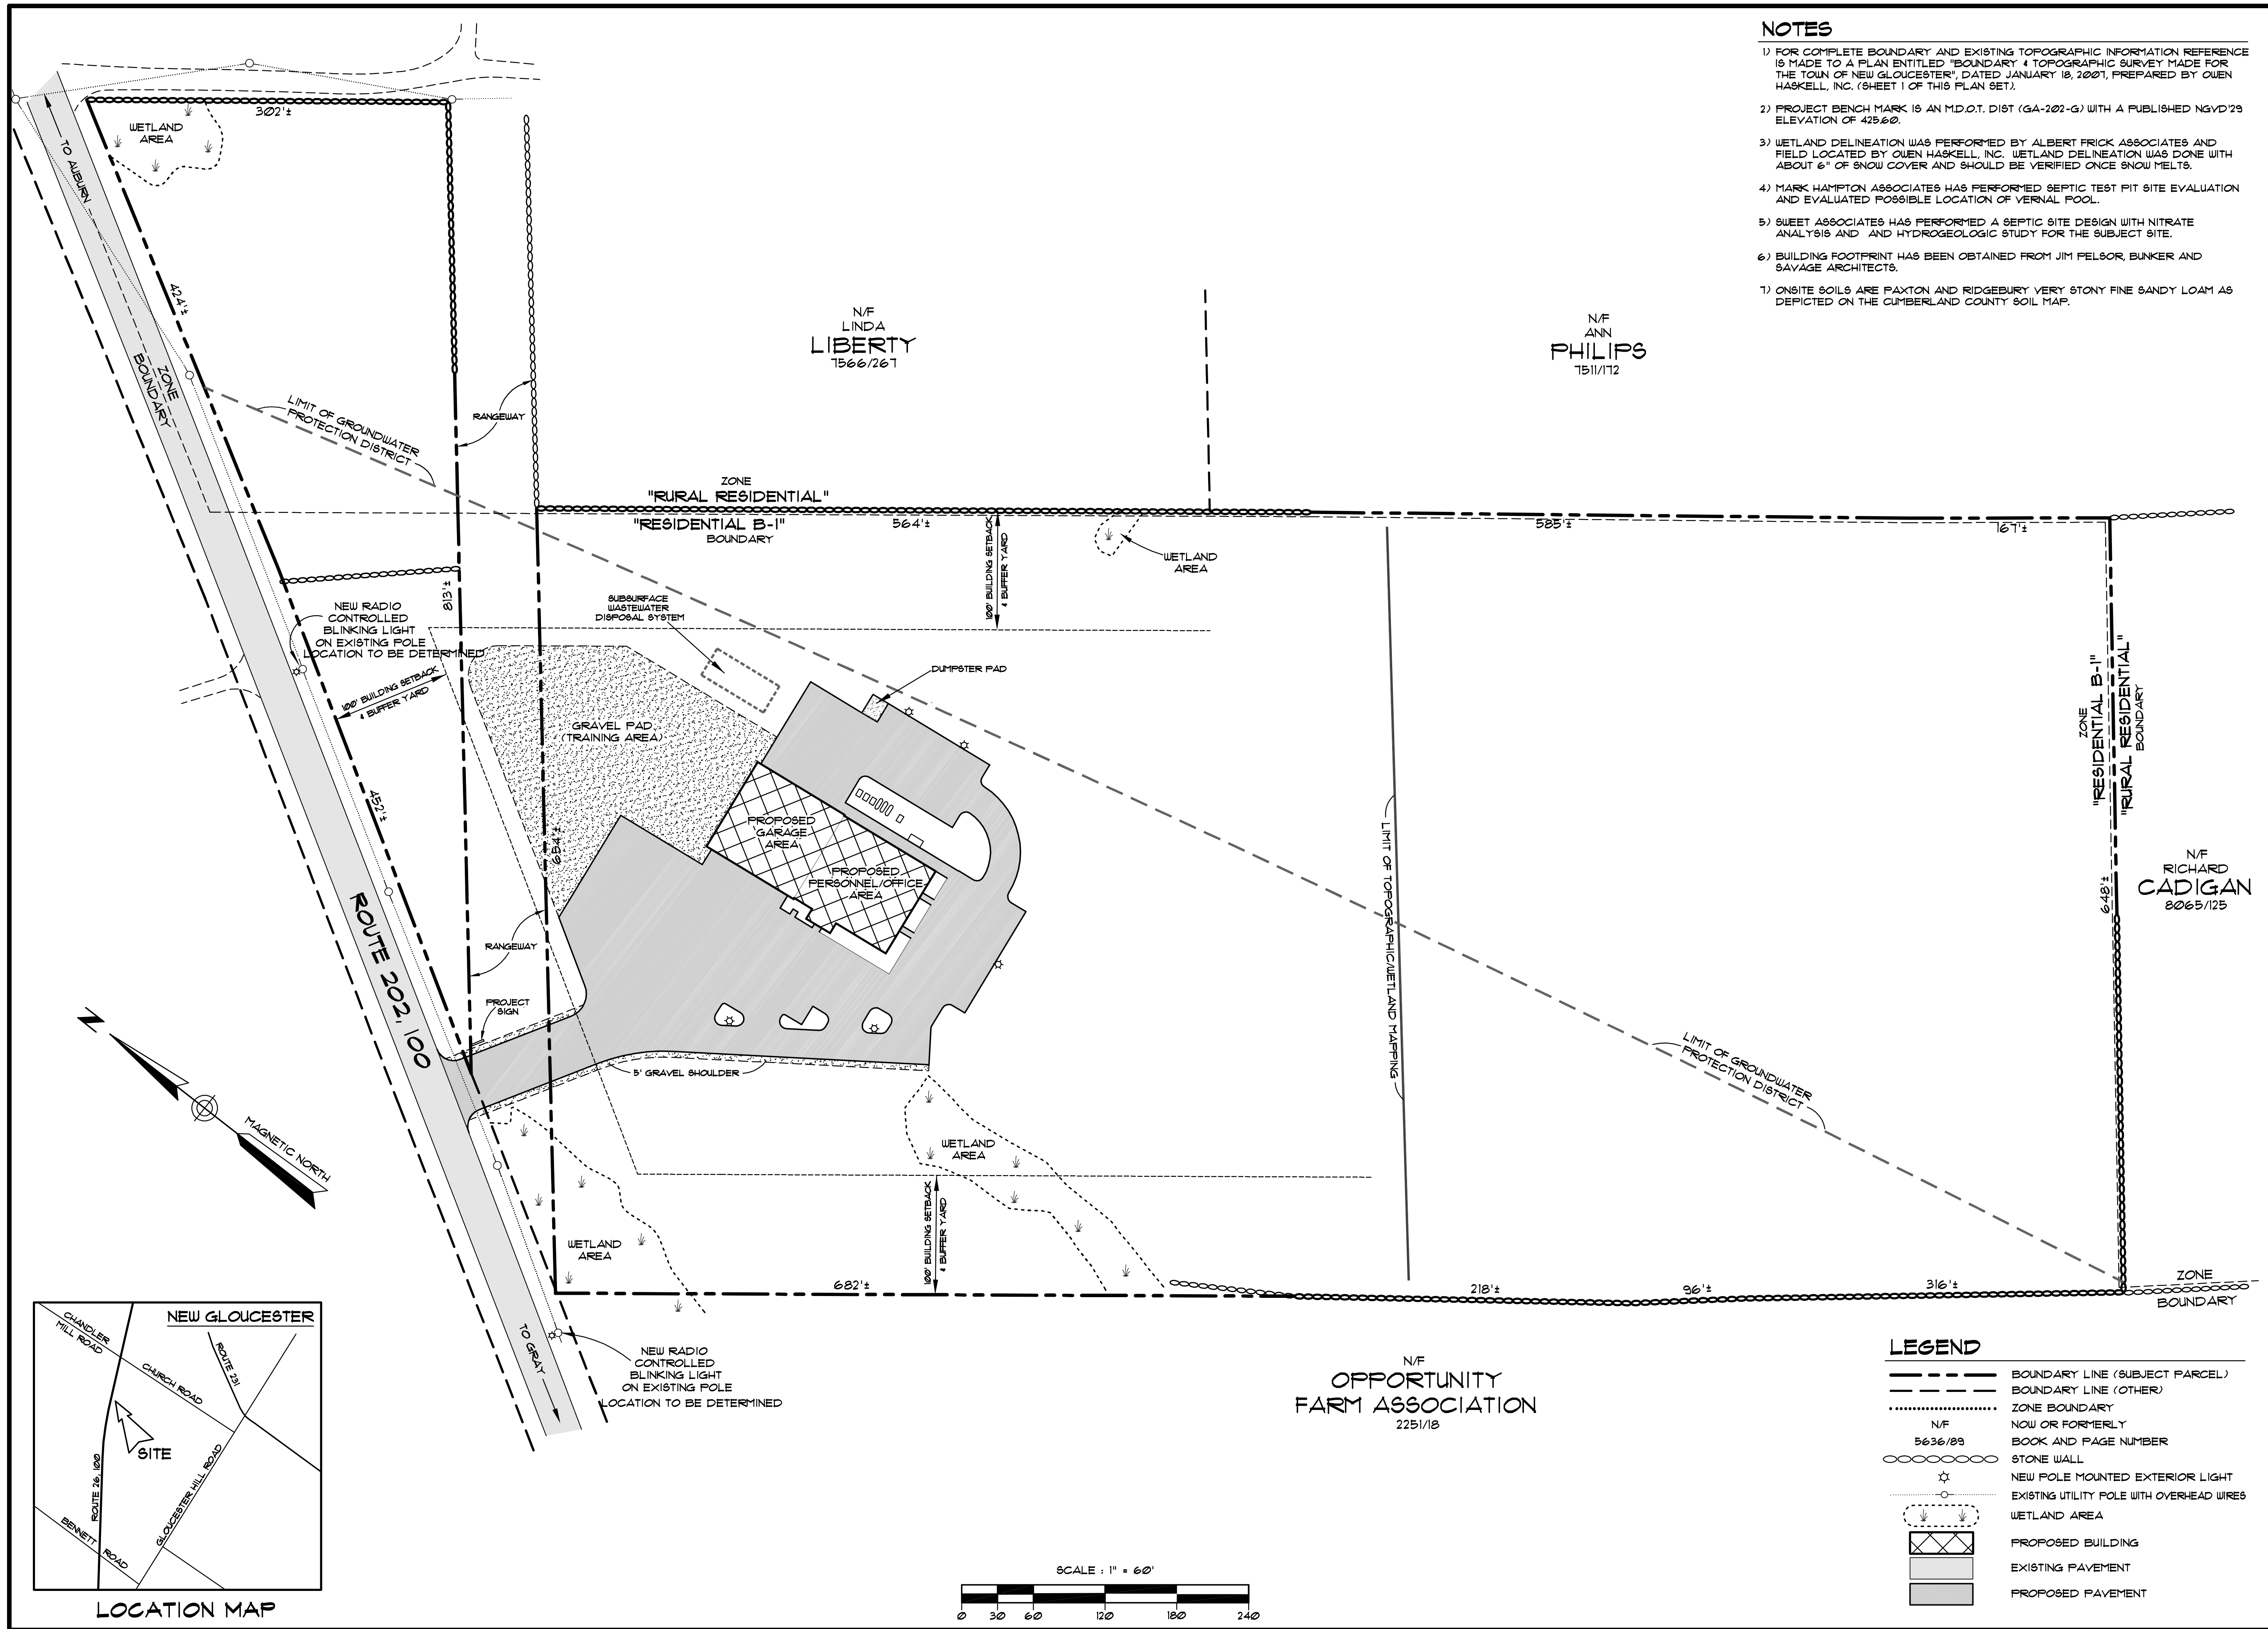 NOTES
1) FOR COMPLETE BOUNDARY AND EXISTING TOPOGRAPHIC INFORMATION REFERENCE
IS MADE TO A PLAN ENTITLED "BOUNDARY & TOPOGRAPHIC SURVEY MADE FOR
THE TOWN OF NEW GLOUCESTER", DATED JANUARY 18, 2007, PREPARED BY OWEN
HASKELL, INC. (SHEET 1 OF THIS PLAN SET).
2) PROJECT BENCH MARK IS AN M.D.O.T. DIST (GA-202-G) WITH A PUBLISHED NGVD'29
ELEVATION OF 425.60.
3) WETLAND DELINEATION WAS PERFORMED BY ALBERT FRICK ASSOCIATES AND
FIELD LOCATED BY OWEN HASKELL, INC. WETLAND DELINEATION WAS DONE WITH
ABOUT 6" OF SNOW COVER AND SHOULD BE VERIFIED ONCE SNOW MELTS.
4) MARK HAMPTON ASSOCIATES HAS PERFORMED SEPTIC TEST PIT SITE EVALUATION
AND EVALUATED POSSIBLE LOCATION OF VERNAL POOL.
5) SWEET ASSOCIATES HAS PERFORMED A SEPTIC SITE DESIGN WITH NITRATE
ANALYSIS AND AND HYDROGEOLOGIC STUDY FOR THE SUBJECT SITE.
6) BUILDING FOOTPRINT HAS BEEN OBTAINED FROM JIM PELSOR, BUNKER AND
SAVAGE ARCHITECTS.
7) ONSITE SOILS ARE PAXTON AND RIDGEBURY VERY STONY FINE SANDY LOAM AS
DEPICTED ON THE CUMBERLAND COUNTY SOIL MAP.
302'±
WETLAND
AREA
TO AUBURN
424'±
ZONE
BOUNDARY
LIMIT OF GROUNDWATER
PROTECTION DISTRICT
RANGEWAY
N/F
LINDA
LIBERTY
7566/267
N/F
ANN
PHILIPS
7511/172
ZONE
"RURAL RESIDENTIAL"
"RESIDENTIAL B-1"
BOUNDARY
564'±
585'±
167'±
100' BUILDING SETBACK
& BUFFER YARD
WETLAND
AREA
813'±
NEW RADIO
CONTROLLED
BLINKING LIGHT
ON EXISTING POLE
LOCATION TO BE DETERMINED
100' BUILDING SETBACK
& BUFFER YARD
SUBSURFACE
WASTEWATER
DISPOSAL SYSTEM
DUMPSTER PAD
GRAVEL PAD
(TRAINING AREA)
452'±
654'±
PROPOSED
GARAGE
AREA
PROPOSED
PERSONNEL/OFFICE
AREA
LIMIT OF TOPOGRAPHIC/WETLAND MAPPING
ZONE
"RESIDENTIAL B-1"
"RURAL RESIDENTIAL"
BOUNDARY
648'±
N/F
RICHARD
CADIGAN
8065/125
ROUTE 202, 100
RANGEWAY
PROJECT
SIGN
5' GRAVEL SHOULDER
LIMIT OF GROUNDWATER
PROTECTION DISTRICT
N
MAGNETIC NORTH
WETLAND
AREA
WETLAND
AREA
100' BUILDING SETBACK
& BUFFER YARD
682'±
218'±
96'±
316'±
ZONE
BOUNDARY
TO GRAY
NEW RADIO
CONTROLLED
BLINKING LIGHT
ON EXISTING POLE
LOCATION TO BE DETERMINED
N/F
OPPORTUNITY
FARM ASSOCIATION
2251/18
NEW GLOUCESTER
CHANDLER
MILL ROAD
CHURCH ROAD
ROUTE 231
SITE
ROUTE 26, 100
GLOUCESTER HILL ROAD
BENNETT ROAD
LOCATION MAP
SCALE : 1" = 60'
0 30 60 120 180 240
LEGEND
BOUNDARY LINE (SUBJECT PARCEL)
BOUNDARY LINE (OTHER)
ZONE BOUNDARY
N/F NOW OR FORMERLY
5636/89 BOOK AND PAGE NUMBER
STONE WALL
NEW POLE MOUNTED EXTERIOR LIGHT
EXISTING UTILITY POLE WITH OVERHEAD WIRES
WETLAND AREA
PROPOSED BUILDING
EXISTING PAVEMENT
PROPOSED PAVEMENT